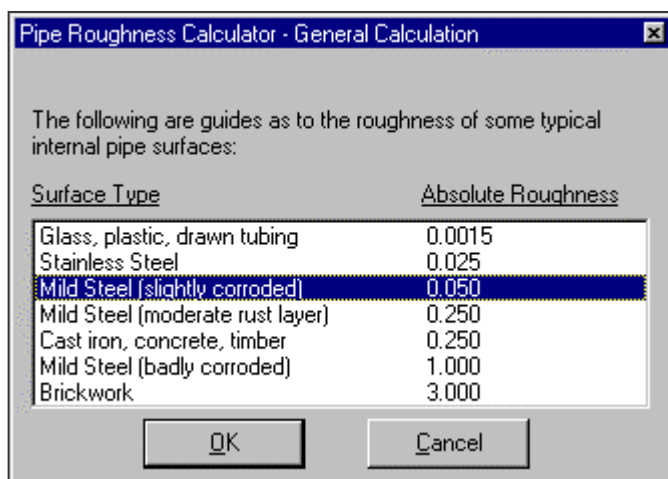 Pipe Roughness Calculator - General Calculation
The following are guides as to the roughness of some typical
internal pipe surfaces:
Surface Type Absolute Roughness
Glass, plastic, drawn tubing 0.0015
Stainless Steel 0.025
Mild Steel (slightly corroded) 0.050
Mild Steel (moderate rust layer) 0.250
Cast iron, concrete, timber 0.250
Mild Steel (badly corroded) 1.000
Brickwork 3.000
OK Cancel